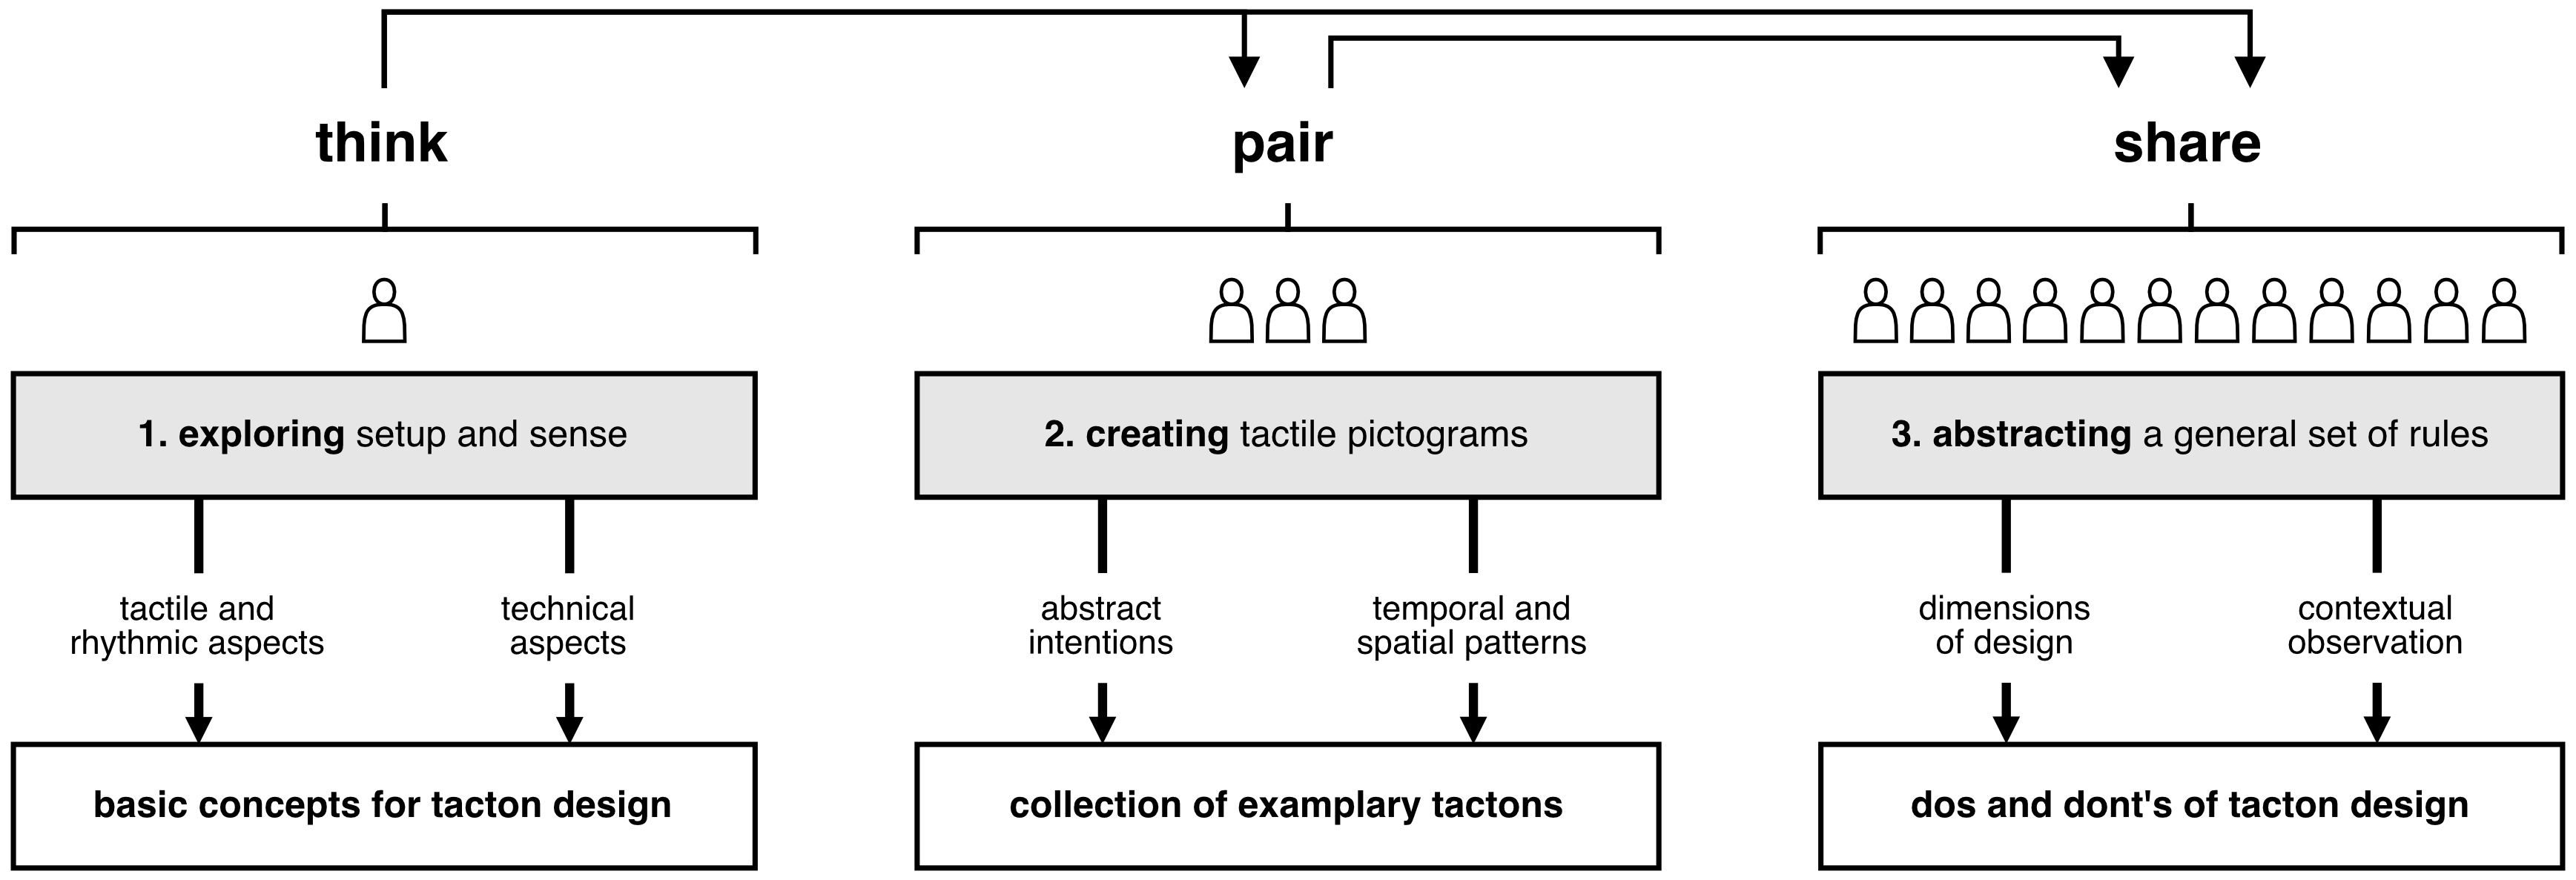 think
pair
share
1. exploring setup and sense
2. creating tactile pictograms
3. abstracting a general set of rules
tactile and
rhythmic aspects
technical
aspects
abstract
intentions
temporal and
spatial patterns
dimensions
of design
contextual
observation
basic concepts for tacton design
collection of examplary tactons
dos and dont's of tacton design